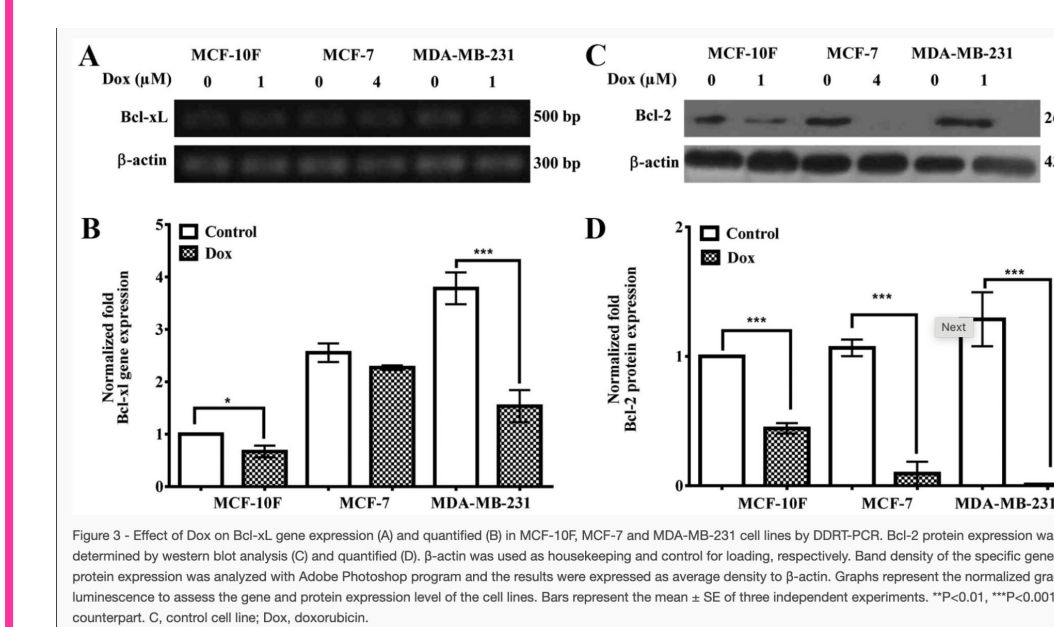 A
MCF-10F MCF-7 MDA-MB-231
Dox (µM) 0 1 0 4 0 1
Bcl-xL 500 bp
β-actin 300 bp
B
Control
Dox
Normalized fold
Bcl-xl gene expression
5
4
3
2
1
0
*
***
MCF-10F MCF-7 MDA-MB-231
C
MCF-10F MCF-7 MDA-MB-231
Dox (µM) 0 1 0 4 0 1
Bcl-2
β-actin
D
Control
Dox
Normalized fold
Bcl-2 protein expression
2
1
0
***
***
***
Next
MCF-10F MCF-7 MDA-MB-231
Figure 3 - Effect of Dox on Bcl-xL gene expression (A) and quantified (B) in MCF-10F, MCF-7 and MDA-MB-231 cell lines by DDRT-PCR. Bcl-2 protein expression wa
determined by western blot analysis (C) and quantified (D). β-actin was used as housekeeping and control for loading, respectively. Band density of the specific gene
protein expression was analyzed with Adobe Photoshop program and the results were expressed as average density to β-actin. Graphs represent the normalized gra
luminescence to assess the gene and protein expression level of the cell lines. Bars represent the mean ± SE of three independent experiments. **P<0.01, ***P<0.001
counterpart. C, control cell line; Dox, doxorubicin.